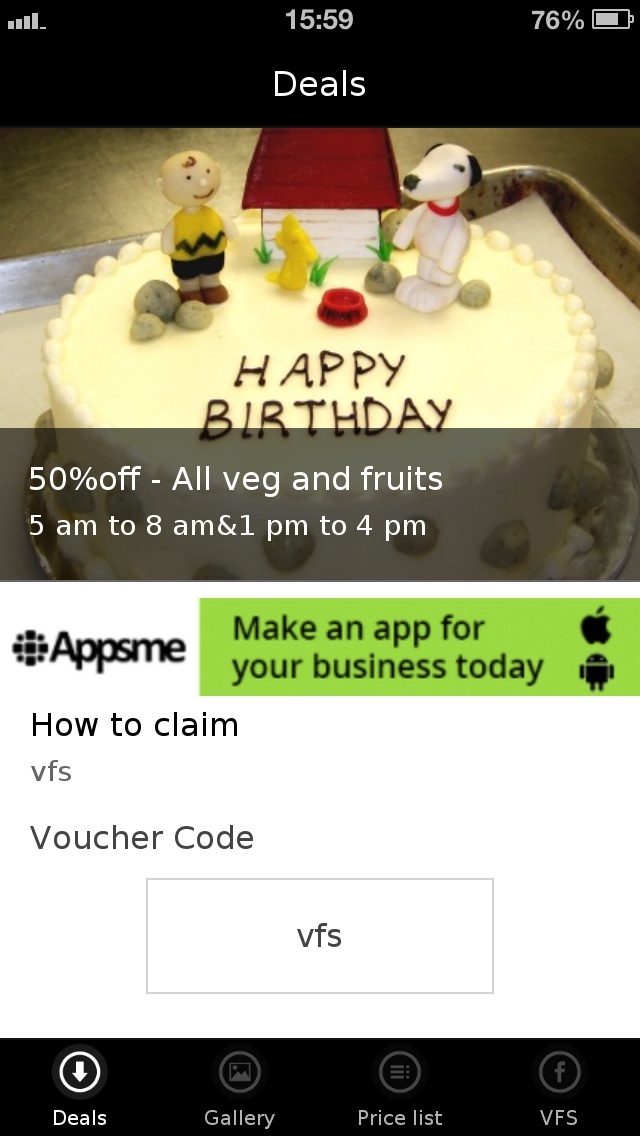 15:59
76%
Deals
HAPPY
BIRTHDAY
50%off - All veg and fruits
5 am to 8 am&1 pm to 4 pm
Appsme
Make an app for
your business today
How to claim
vfs
Voucher Code
vfs
Deals
Gallery
Price list
VFS